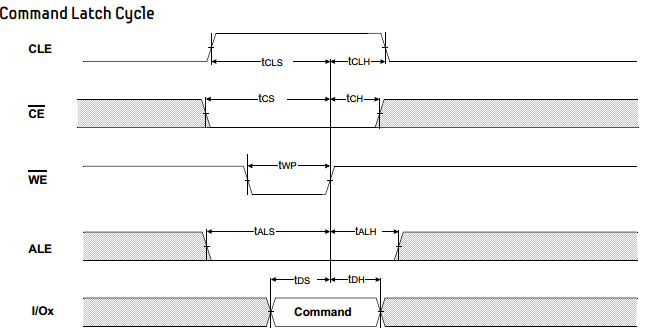 Command Latch Cycle
CLE
tCLS
tCLH
CE
tCS
tCH
WE
tWP
ALE
tALS
tALH
tDS
tDH
I/Ox
Command